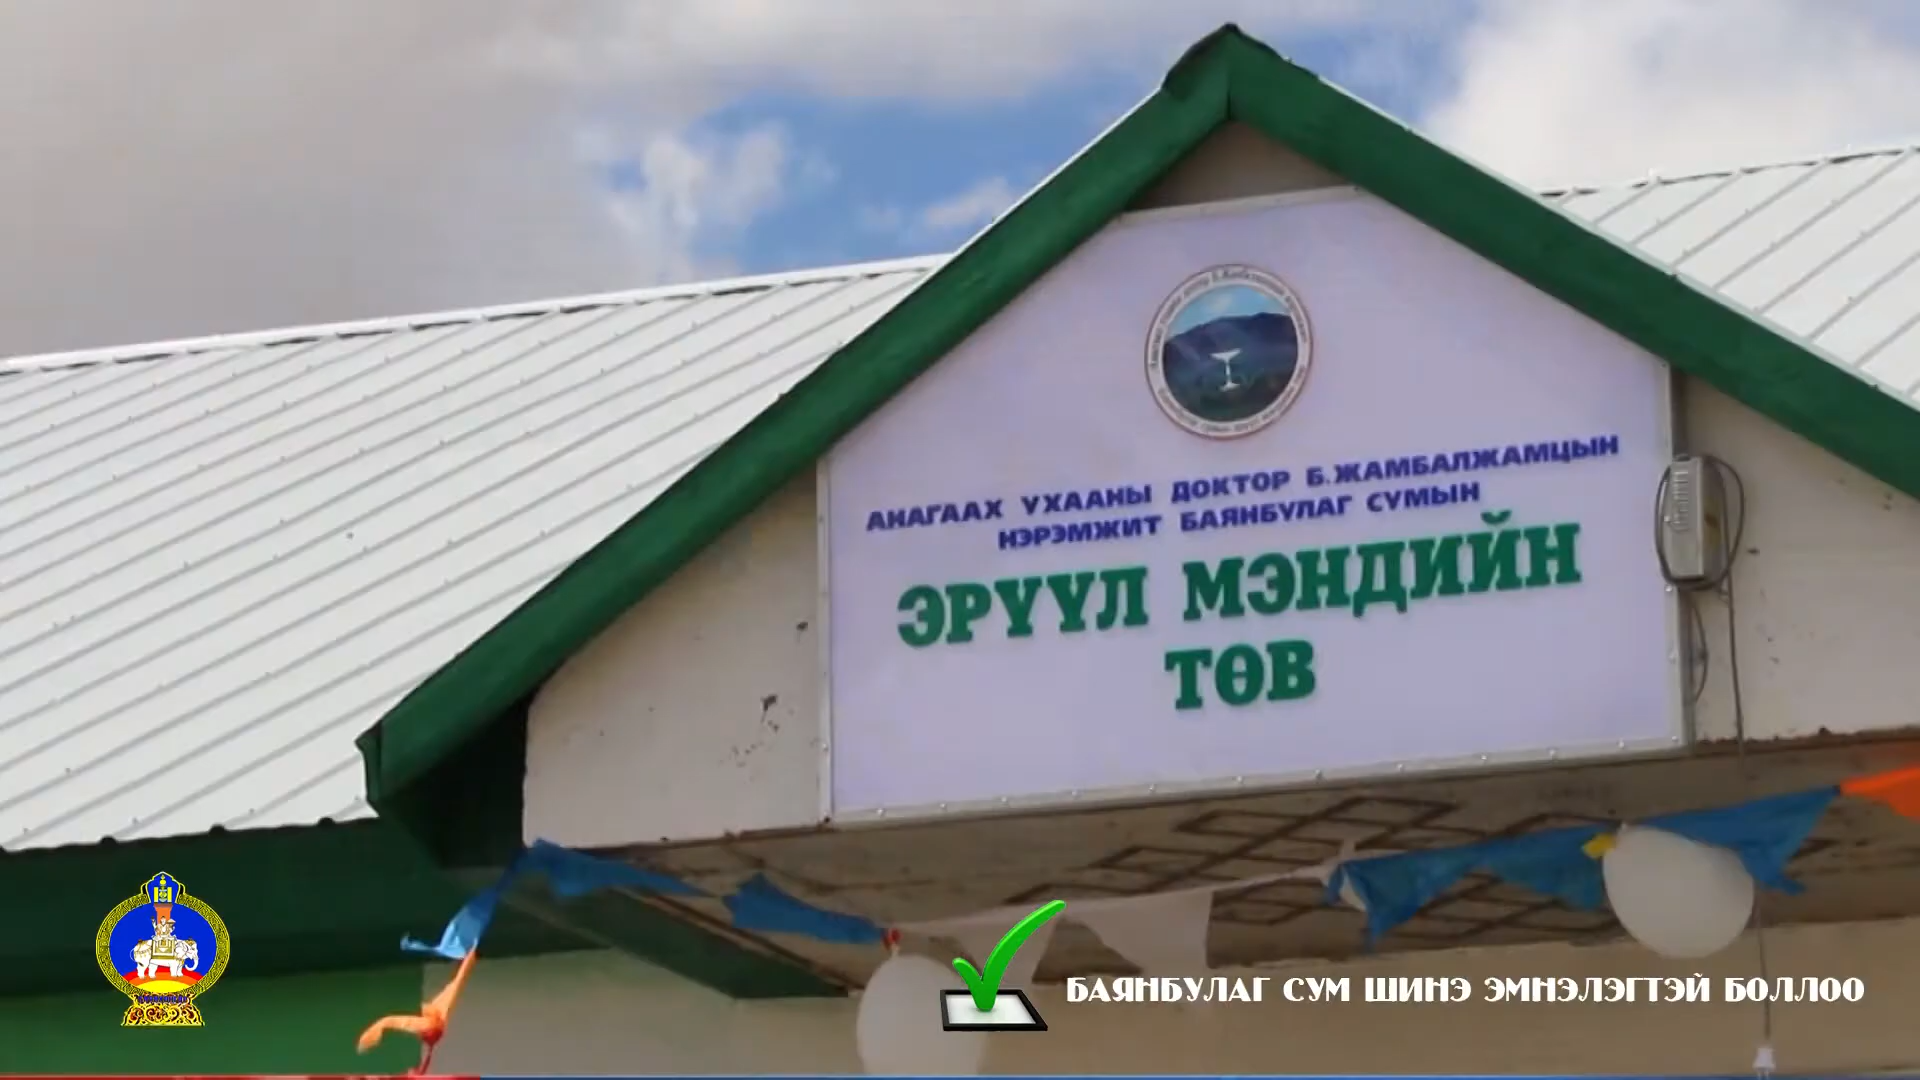 АНАГААХ УХААНЫ ДОКТОР Б.ЖАМБАЛЖАМЦЫН
НЭРЭМЖИТ БАЯНБУЛАГ СУМЫН
ЭРҮҮЛ МЭНДИЙН
ТӨВ
БАЯНБУЛАГ СУМ ШИНЭ ЭМНЭЛЭГТЭЙ БОЛЛОО